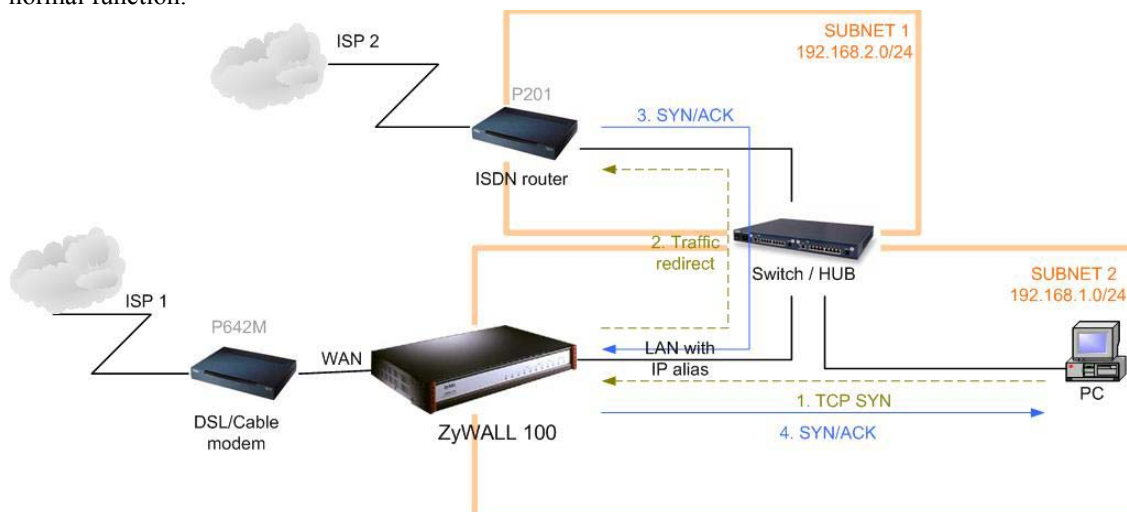 normal function.
SUBNET 1
192.168.2.0/24
ISP 2
P201
3. SYN/ACK
ISDN router
2. Traffic
redirect
Switch / HUB
SUBNET 2
192.168.1.0/24
ISP 1
P642M
WAN
LAN with
IP alias
DSL/Cable
modem
ZyWALL 100
1. TCP SYN
4. SYN/ACK
PC